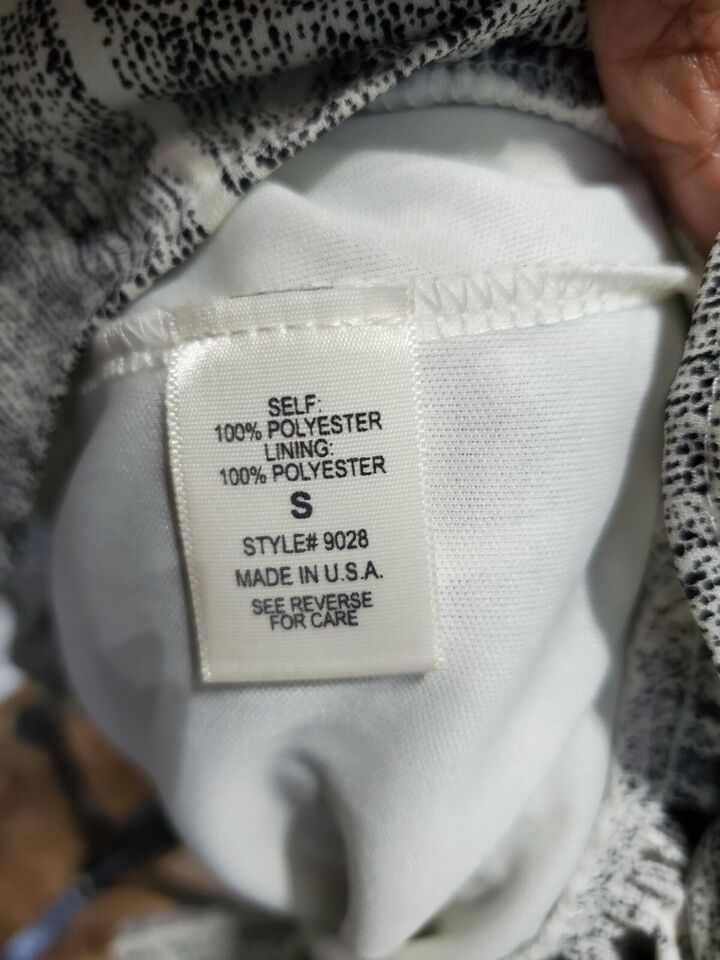 SELF:
100% POLYESTER
LINING:
100% POLYESTER
S
STYLE# 9028
MADE IN U.S.A.
SEE REVERSE
FOR CARE